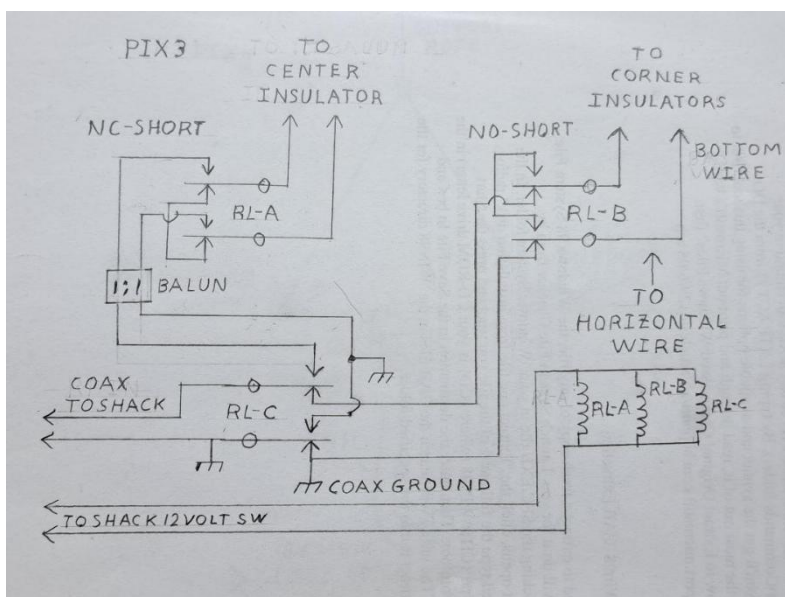 PIX3
TO
CENTER
INSULATOR
TO
CORNER
INSULATORS
NC-SHORT
NO-SHORT
BOTTOM
WIRE
RL-A
RL-B
1:1 BALUN
TO
HORIZONTAL
WIRE
COAX
TO SHACK
RL-C
RL-A
RL-B
RL-C
COAX GROUND
TO SHACK 12 VOLT SW